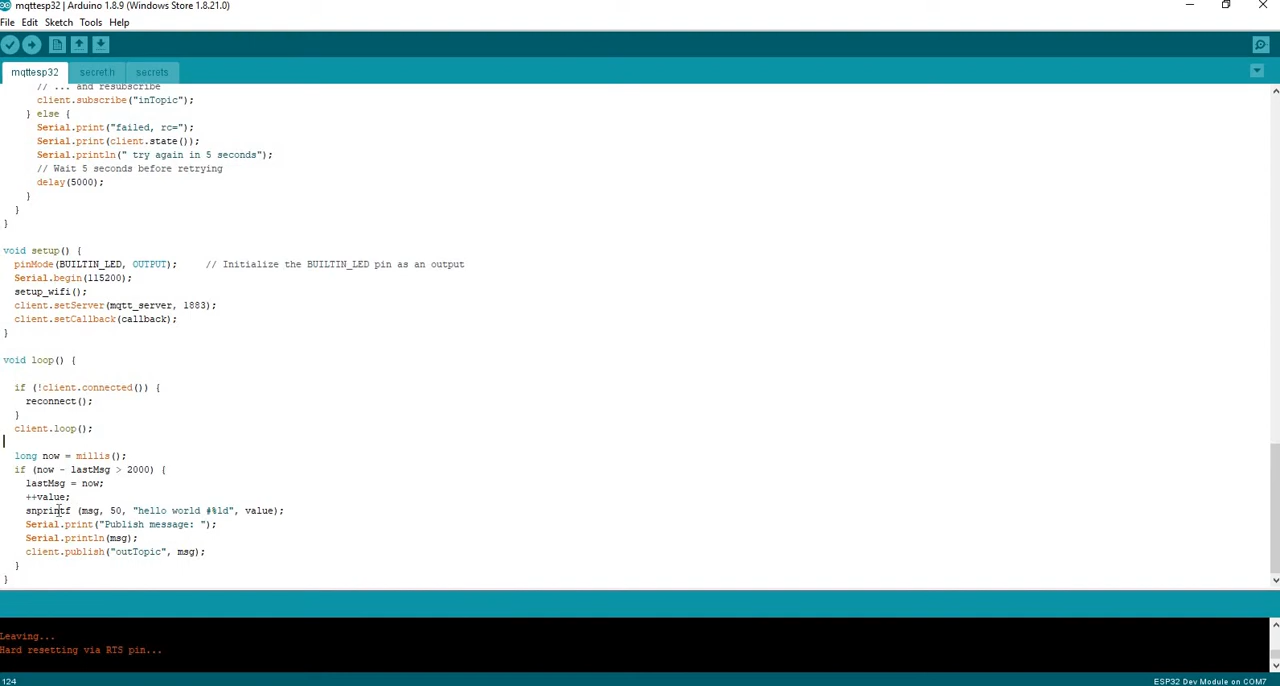 mqttesp32 | Arduino 1.8.9 (Windows Store 1.8.21.0)
File Edit Sketch Tools Help
mqttesp32 secret.h secrets
// ... and resubscribe
client.subscribe("inTopic");
} else {
Serial.print("failed, rc=");
Serial.print(client.state());
Serial.println(" try again in 5 seconds");
// Wait 5 seconds before retrying
delay(5000);
}
}
}
void setup() {
pinMode(BUILTIN_LED, OUTPUT); // Initialize the BUILTIN_LED pin as an output
Serial.begin(115200);
setup_wifi();
client.setServer(mqtt_server, 1883);
client.setCallback(callback);
}
void loop() {
if (!client.connected()) {
reconnect();
}
client.loop();
long now = millis();
if (now - lastMsg > 2000) {
lastMsg = now;
++value;
snprintf (msg, 50, "hello world #%ld", value);
Serial.print("Publish message: ");
Serial.println(msg);
client.publish("outTopic", msg);
}
}
Leaving...
Hard resetting via RTS pin...
124 ESP32 Dev Module on COM7